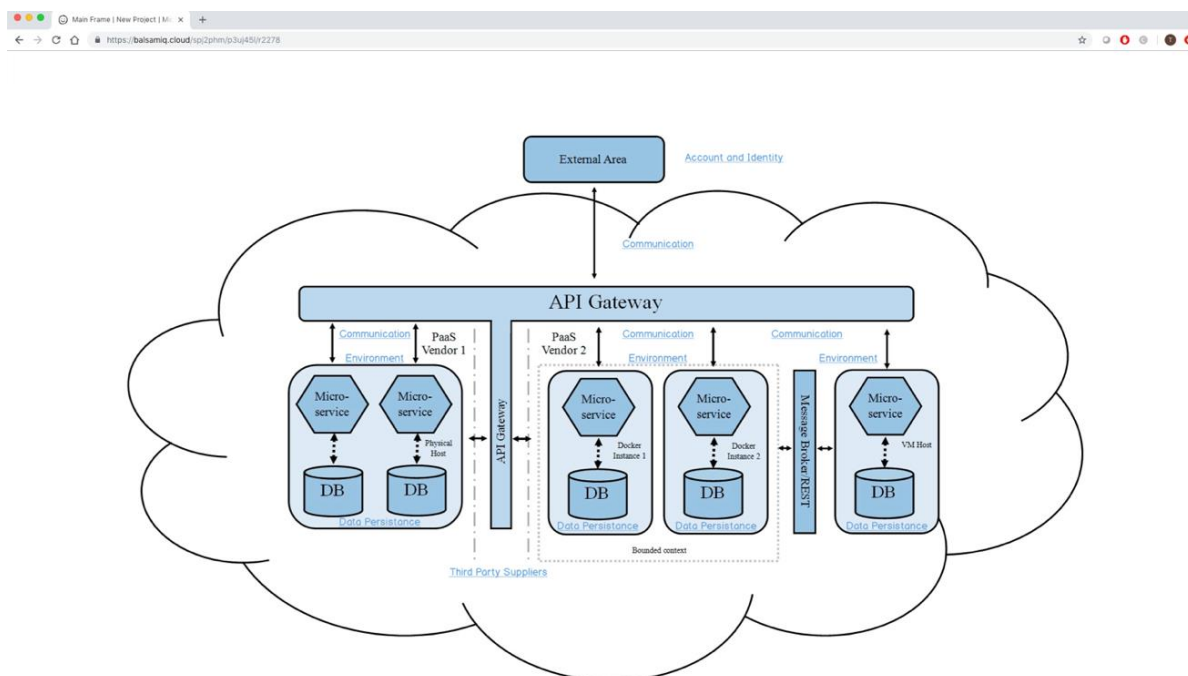 Main Frame | New Project | M
https://balsamiq.cloud/spj2phm/p3uj45l/r2278
External Area
Account and Identity
Communication
API Gateway
Communication
PaaS
Vendor 1
PaaS
Vendor 2
Communication
Communication
Environment
Environment
Environment
Micro-
service
Micro-
service
Physical
Host
DB
DB
Data Persistance
API Gateway
Micro-
service
Docker
Instance 1
DB
Data Persistance
Micro-
service
Docker
Instance 2
DB
Data Persistance
Message Broker/REST
Micro-
service
VM Host
DB
Data Persistance
Bounded context
Third Party Suppliers